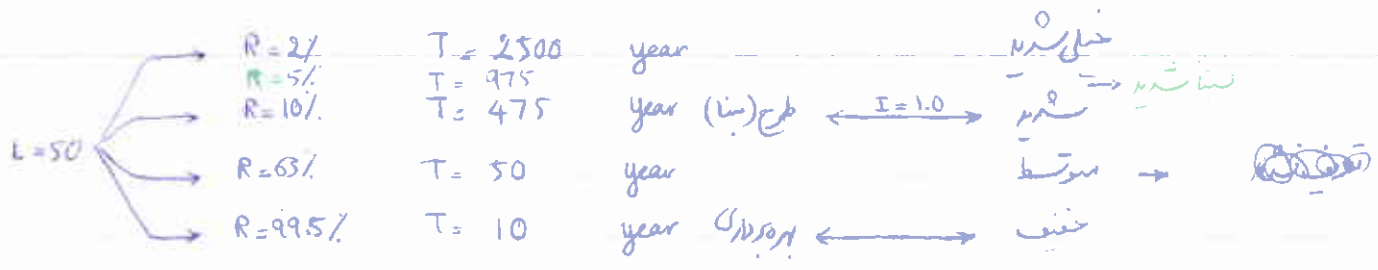 R = 2% T = 2500 year خیلی شدید
R = 5% T = 975 → نسبتا شدید
R = 10% T = 475 year طرح (مبنا) I = 1.0 شدید
L = 50
R = 63% T = 50 year متوسط →
R = 99.5% T = 10 year بهره‌برداری خفیف